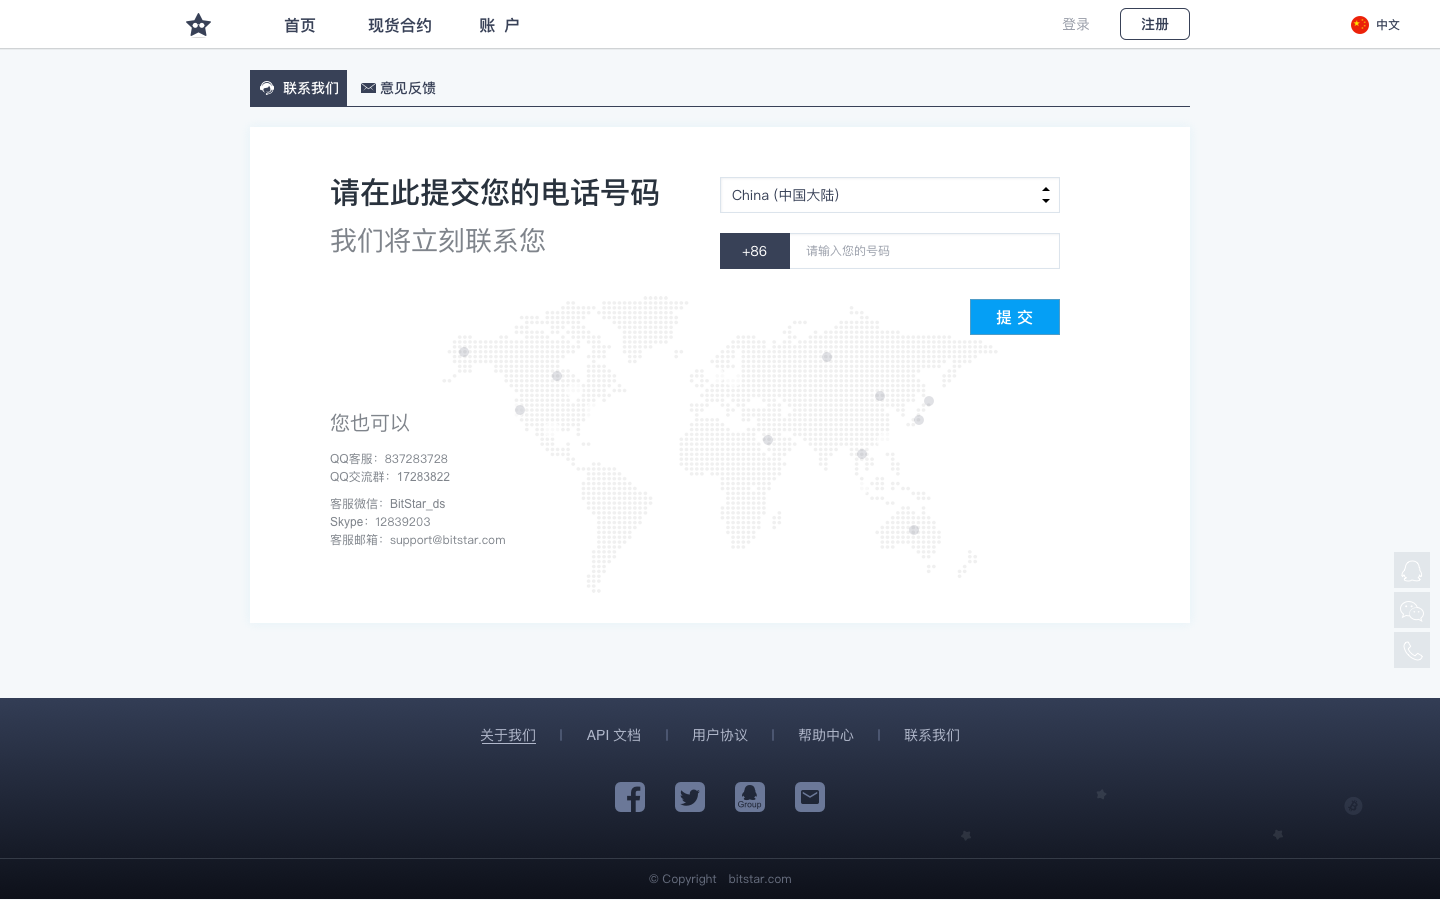 首页 现货合约 账 户 登录 注册 中文
联系我们 意见反馈
请在此提交您的电话号码
我们将立刻联系您
China (中国大陆)
+86 请输入您的号码
提 交
您也可以
QQ客服：837283728
QQ交流群：17283822
客服微信：BitStar_ds
Skype：12839203
客服邮箱：support@bitstar.com
关于我们 | API 文档 | 用户协议 | 帮助中心 | 联系我们
Group
© Copyright bitstar.com